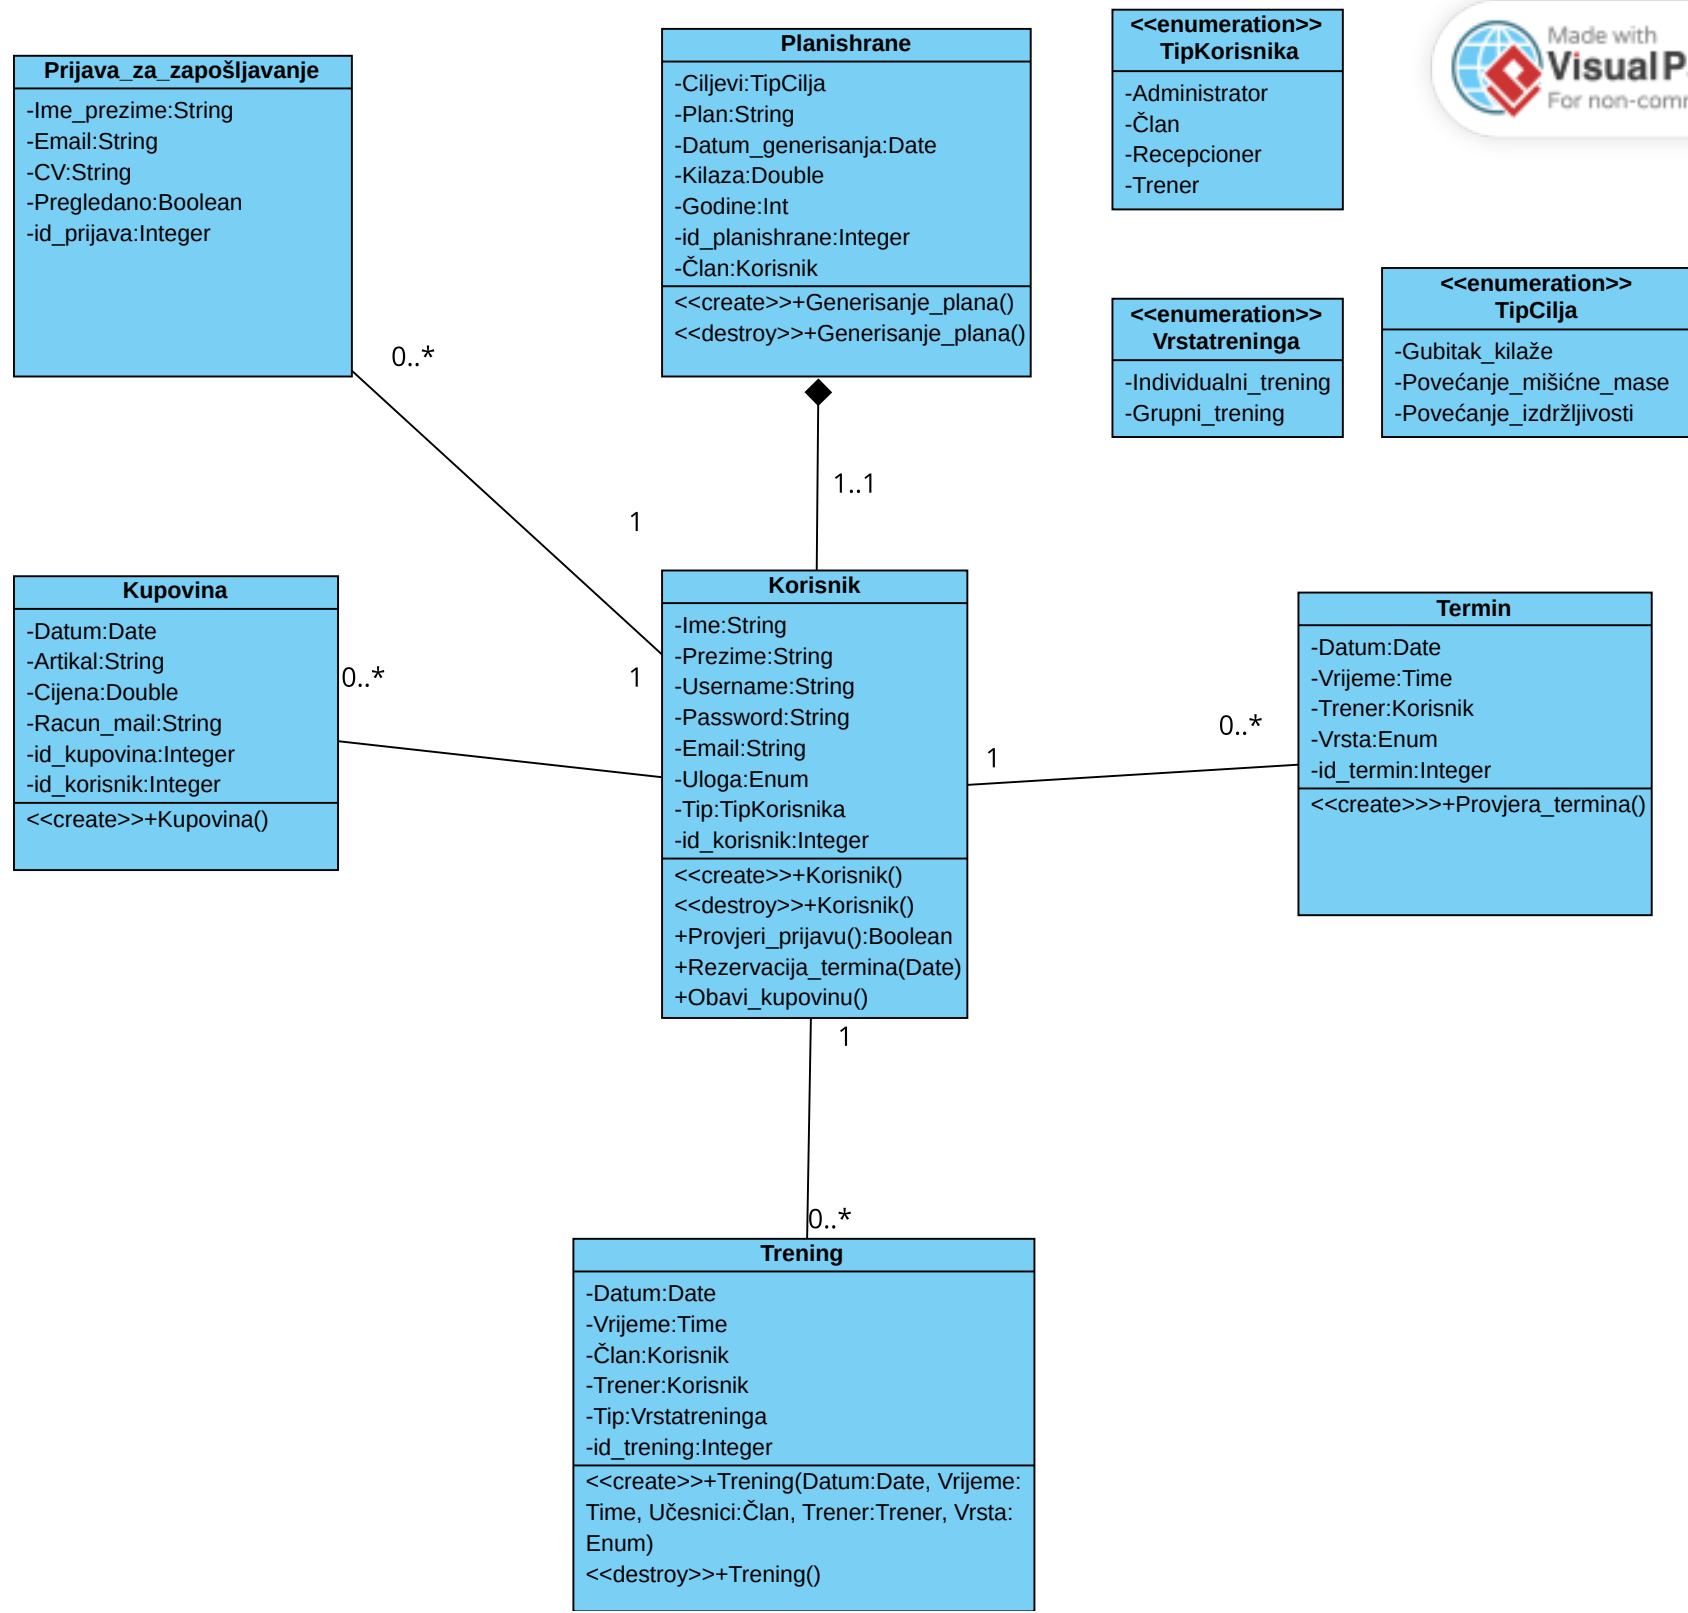 Prijava_za_zapošljavanje
-Ime_prezime:String
-Email:String
-CV:String
-Pregledano:Boolean
-id_prijava:Integer
Planishrane
-Ciljevi:TipCilja
-Plan:String
-Datum_generisanja:Date
-Kilaza:Double
-Godine:Int
-id_planishrane:Integer
-Član:Korisnik
<<create>>+Generisanje_plana()
<<destroy>>+Generisanje_plana()
<<enumeration>>
TipKorisnika
-Administrator
-Član
-Recepcioner
-Trener
Made with
Visual
For
<<enumeration>>
Vrstatreninga
-Individualni_trening
-Grupni_trening
<<enumeration>>
TipCilja
-Gubitak_kilaže
-Povećanje_mišićne_mase
-Povećanje_izdržljivosti
0..*
1..1
1
Kupovina
-Datum:Date
-Artikal:String
-Cijena:Double
-Racun_mail:String
-id_kupovina:Integer
-id_korisnik:Integer
<<create>>+Kupovina()
0..*
1
Korisnik
-Ime:String
-Prezime:String
-Username:String
-Password:String
-Email:String
-Uloga:Enum
-Tip:TipKorisnika
-id_korisnik:Integer
<<create>>+Korisnik()
<<destroy>>+Korisnik()
+Provjeri_prijavu():Boolean
+Rezervacija_termina(Date)
+Obavi_kupovinu()
1
0..*
Termin
-Datum:Date
-Vrijeme:Time
-Trener:Korisnik
-Vrsta:Enum
-id_termin:Integer
<<create>>>+Provjera_termina()
1
0..*
Trening
-Datum:Date
-Vrijeme:Time
-Član:Korisnik
-Trener:Korisnik
-Tip:Vrstatreninga
-id_trening:Integer
<<create>>+Trening(Datum:Date, Vrijeme:
Time, Učesnici:Član, Trener:Trener, Vrsta:
Enum)
<<destroy>>+Trening()